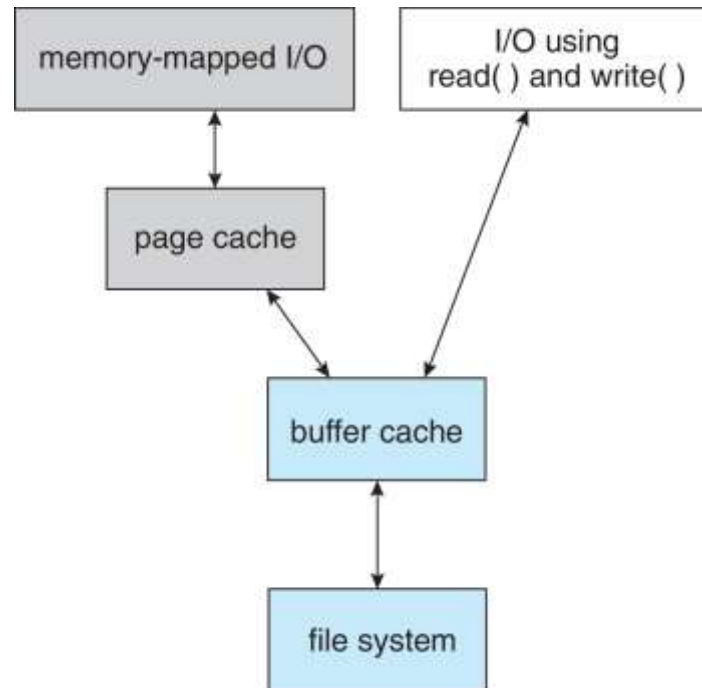 memory-mapped I/O
I/O using
read( ) and write( )
page cache
buffer cache
file system